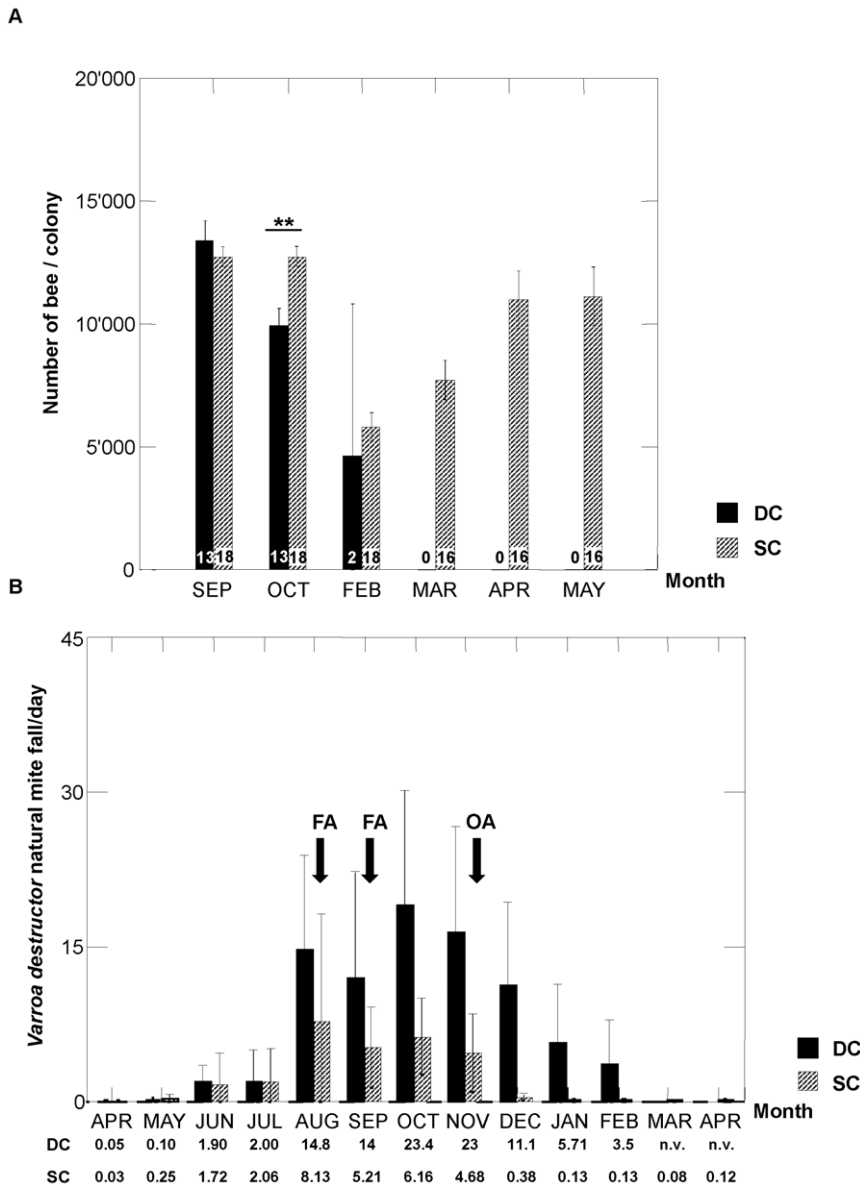 A
20'000
15'000
10'000
5'000
0
Number of bee / colony
**
13 18 13 18 2 18 0 16 0 16 0 16
SEP OCT FEB MAR APR MAY
Month
DC
SC
B
45
30
15
0
Varroa destructor natural mite fall/day
FA FA OA
DC
SC
APR MAY JUN JUL AUG SEP OCT NOV DEC JAN FEB MAR APR
Month
DC 0.05 0.10 1.90 2.00 14.8 14 23.4 23 11.1 5.71 3.5 n.v. n.v.
SC 0.03 0.25 1.72 2.06 8.13 5.21 6.16 4.68 0.38 0.13 0.13 0.08 0.12